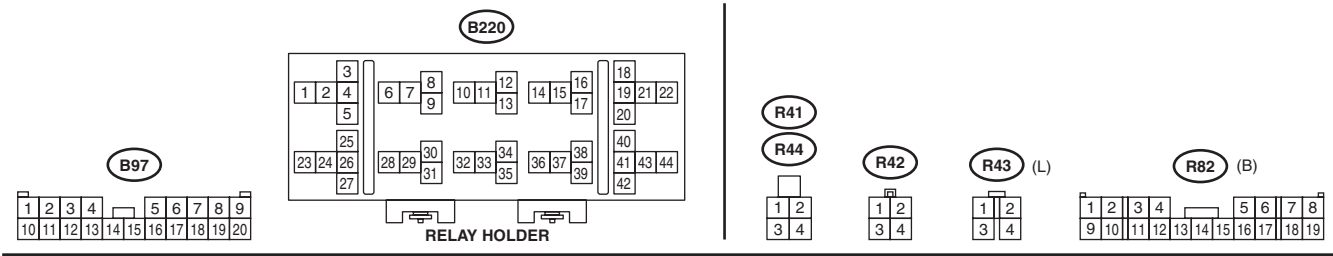 B220
3 18
8 12 16
1 2 4 6 7 10 11 14 15 19 21 22
9 13 17
5 20
R41
25 40
R44 R42 R43 (L) R82 (B)
30 34 38
B97 23 24 26 28 29 32 33 36 37 41 43 44
31 35 39
27 42
1 2 3 4 5 6 7 8 9 1 2 1 2 1 2 1 2 3 4 5 6 7 8
10 11 12 13 14 15 16 17 18 19 20 3 4 3 4 3 4 9 10 11 12 13 14 15 16 17 18 19
RELAY HOLDER